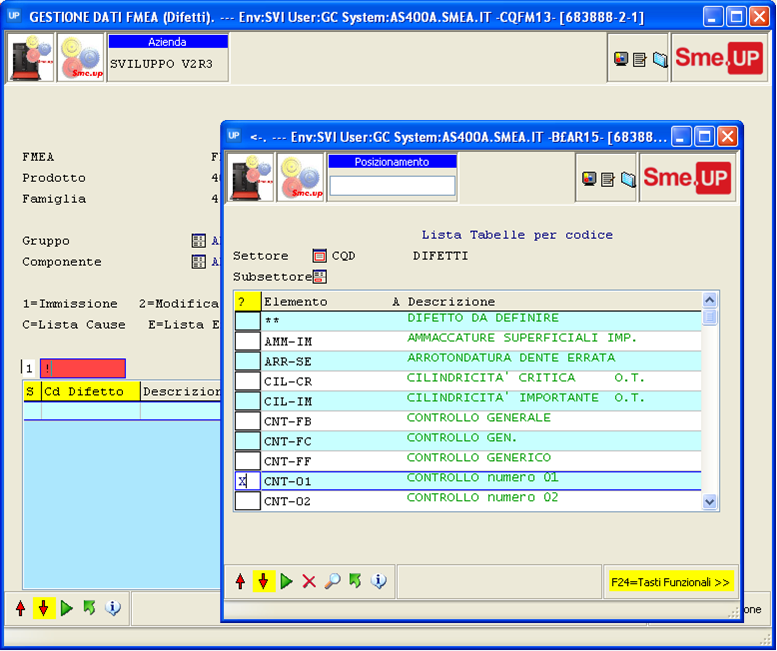 UP GESTIONE DATI FMEA (Difetti). --- Env:SVI User:GC System:AS400A.SMEA.IT -CQFM13- [683888-2-1]
Sme.up
Azienda
SVILUPPO V2R3
Sme.UP
FMEA
Prodotto
Famiglia
Gruppo
Componente
1=Immissione 2=Modifica
C=Lista Cause E=Lista E
1 !
S Cd Difetto Descrizion
UP <-. --- Env:SVI User:GC System:AS400A.SMEA.IT -B£AR15- [68388...
Sme.up
Posizionamento
Sme.UP
Lista Tabelle per codice
Settore CQD DIFETTI
Subsettore
? Elemento A Descrizione
** DIFETTO DA DEFINIRE
AMM-IM AMMACCATURE SUPERFICIALI IMP.
ARR-SE ARROTONDATURA DENTE ERRATA
CIL-CR CILINDRICITA' CRITICA O.T.
CIL-IM CILINDRICITA' IMPORTANTE O.T.
CNT-FB CONTROLLO GENERALE
CNT-FC CONTROLLO GEN.
CNT-FF CONTROLLO GENERICO
X CNT-01 CONTROLLO numero 01
CNT-02 CONTROLLO numero 02
F24=Tasti Funzionali >>
one